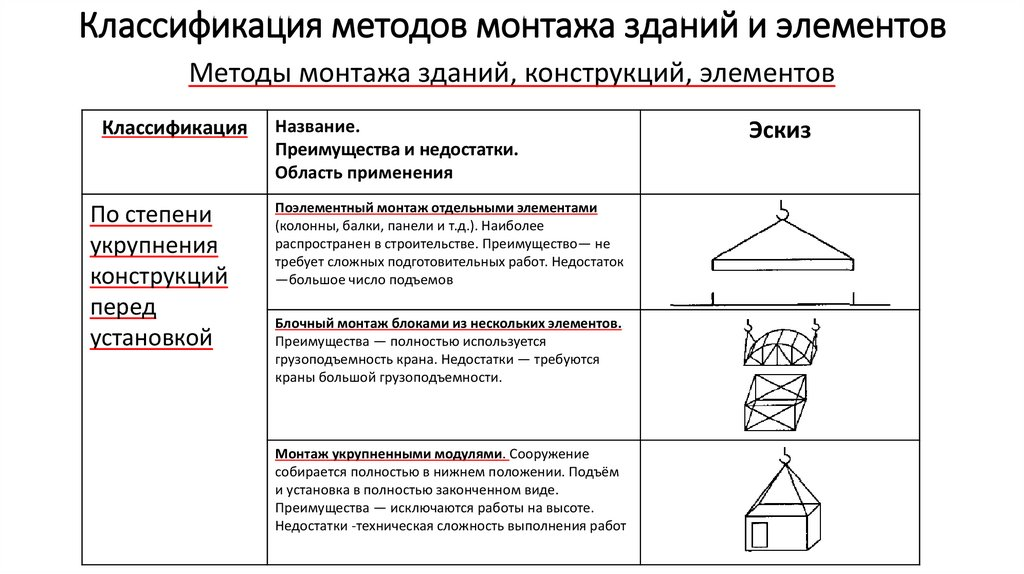 Классификация методов монтажа зданий и элементов
Методы монтажа зданий, конструкций, элементов
Классификация
Название.
Преимущества и недостатки.
Область применения
Эскиз
По степени
укрупнения
конструкций
перед
установкой
Поэлементный монтаж отдельными элементами
(колонны, балки, панели и т.д.). Наиболее
распространен в строительстве. Преимущество— не
требует сложных подготовительных работ. Недостаток
—большое число подъемов
Блочный монтаж блоками из нескольких элементов.
Преимущества — полностью используется
грузоподъемность крана. Недостатки — требуются
краны большой грузоподъемности.
Монтаж укрупненными модулями. Сооружение
собирается полностью в нижнем положении. Подъём
и установка в полностью законченном виде.
Преимущества — исключаются работы на высоте.
Недостатки -техническая сложность выполнения работ